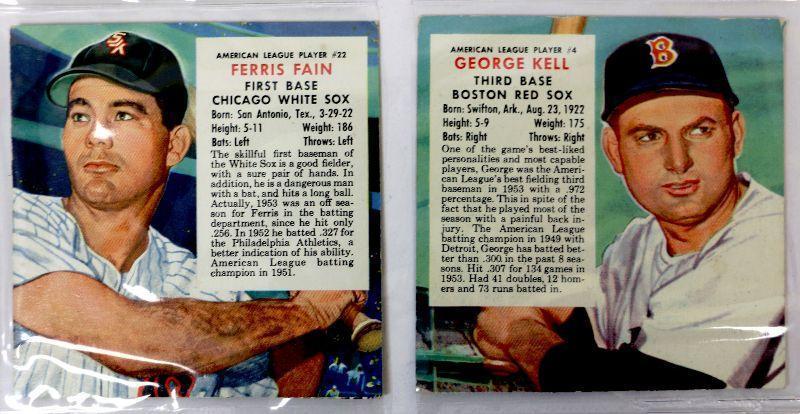 SX
AMERICAN LEAGUE PLAYER #22
FERRIS FAIN
FIRST BASE
CHICAGO WHITE SOX
Born: San Antonio, Tex., 3-29-22
Height: 5-11 Weight: 186
Bats: Left Throws: Left
The skillful first baseman of
the White Sox is a good fielder,
with a sure pair of hands. In
addition, he is a dangerous man
with a bat, and hits a long ball.
Actually, 1953 was an off sea-
son for Ferris in the batting
department, since he hit only
.256. In 1952 he batted .327 for
the Philadelphia Athletics, a
better indication of his ability.
American League batting
champion in 1951.
B
AMERICAN LEAGUE PLAYER #4
GEORGE KELL
THIRD BASE
BOSTON RED SOX
Born: Swifton, Ark., Aug. 23, 1922
Height: 5-9 Weight: 175
Bats: Right Throws: Right
One of the game's best-liked
personalities and most capable
players, George was the Ameri-
can League's best fielding third
baseman in 1953 with a .972
percentage. This in spite of the
fact that he played most of the
season with a painful back in-
jury. The American League
batting champion in 1949 with
Detroit, George has batted bet-
ter than .300 in the past 8 sea-
sons. Hit .307 for 134 games in
1953. Had 41 doubles, 12 hom-
ers and 73 runs batted in.